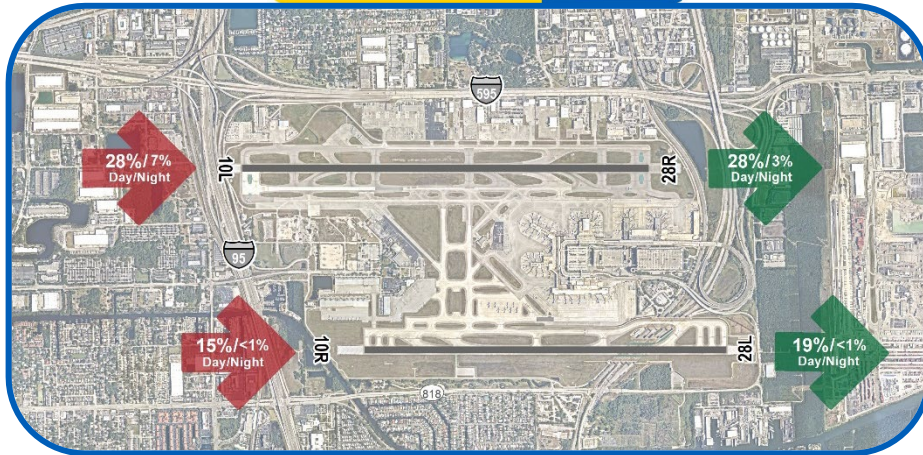 595
28%/7%
Day/Night
10L
28R
28%/3%
Day/Night
95
15%/<1%
Day/Night
10R
28L
19%/<1%
Day/Night
818